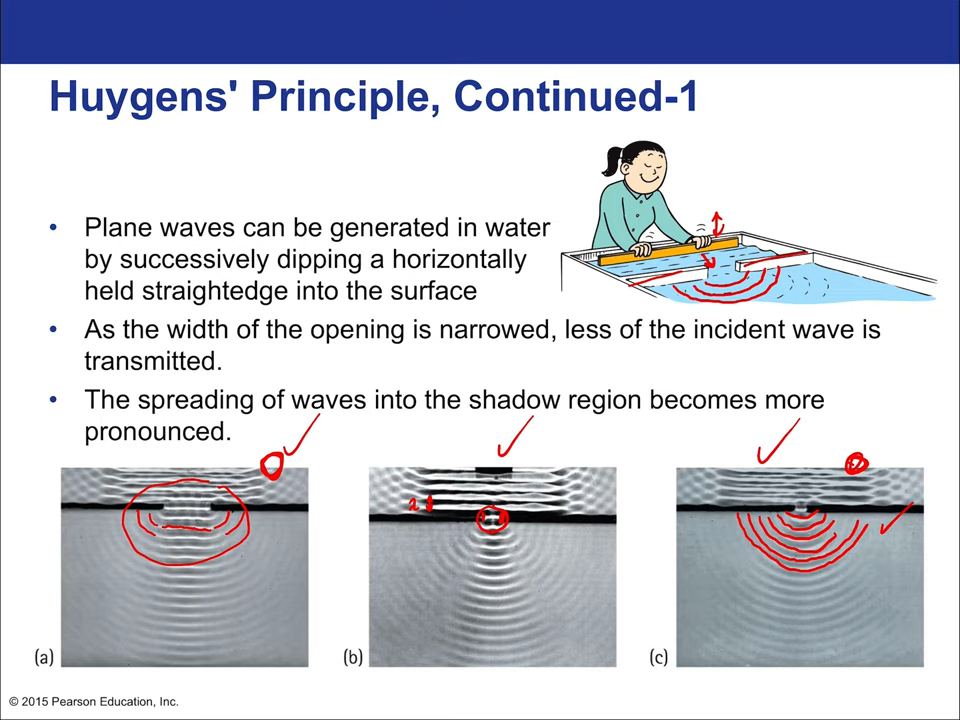 Huygens' Principle, Continued-1
• Plane waves can be generated in water
by successively dipping a horizontally
held straightedge into the surface
• As the width of the opening is narrowed, less of the incident wave is
transmitted.
• The spreading of waves into the shadow region becomes more
pronounced.
(a)
(b)
(c)
© 2015 Pearson Education, Inc.